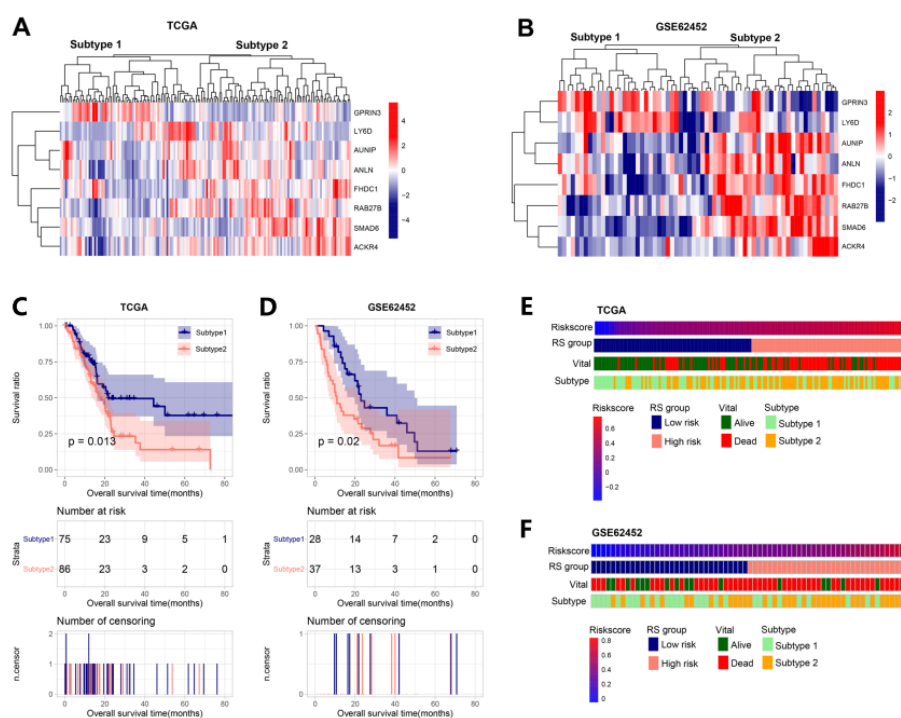 A
TCGA
Subtype 1
Subtype 2
GPRIN3
LY6D
AUNIP
ANLN
FHDC1
RAB27B
SMAD6
ACKR4
4
2
0
-2
-4
B
GSE62452
Subtype 1
Subtype 2
GPRIN3
LY6D
AUNIP
ANLN
FHDC1
RAB27B
SMAD6
ACKR4
2
1
0
-1
-2
C
TCGA
Survival ratio
1.00
0.75
0.50
0.25
0.00
Subtype1
Subtype2
p = 0.013
0 20 40 60 80
Overall survival time(months)
Number at risk
Strata
Subtype1 75 23 9 5 1
Subtype2 86 23 3 2 0
0 20 40 60 80
Overall survival time(months)
Number of censoring
n.censor
2
1
0
0 20 40 60 80
Overall survival time(months)
D
GSE62452
Survival ratio
1.00
0.75
0.50
0.25
0.00
Subtype1
Subtype2
p = 0.02
0 20 40 60 80
Overall survival time(months)
Number at risk
Strata
Subtype1 28 14 7 2 0
Subtype2 37 13 3 1 0
0 20 40 60 80
Overall survival time(months)
Number of censoring
n.censor
1
0
0 20 40 60 80
Overall survival time(months)
E
TCGA
Riskscore
RS group
Vital
Subtype
Riskscore
0.6
0.4
0.2
0
-0.2
RS group
Low risk
High risk
Vital
Alive
Dead
Subtype
Subtype 1
Subtype 2
F
GSE62452
Riskscore
RS group
Vital
Subtype
Riskscore
0.8
0.6
0.4
0.2
0
RS group
Low risk
High risk
Vital
Alive
Dead
Subtype
Subtype 1
Subtype 2